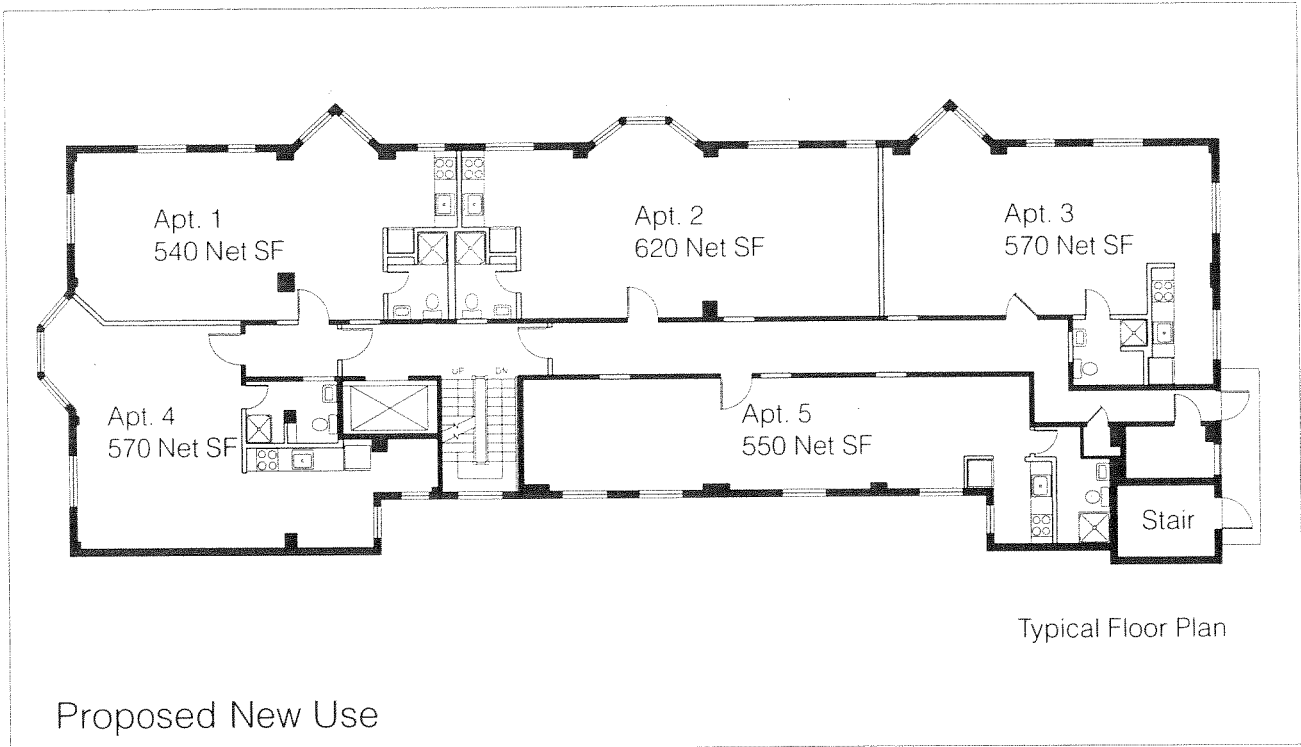 Apt. 1
540 Net SF
Apt. 2
620 Net SF
Apt. 3
570 Net SF
UP
DN
Apt. 4
570 Net SF
Apt. 5
550 Net SF
Stair
Typical Floor Plan
Proposed New Use